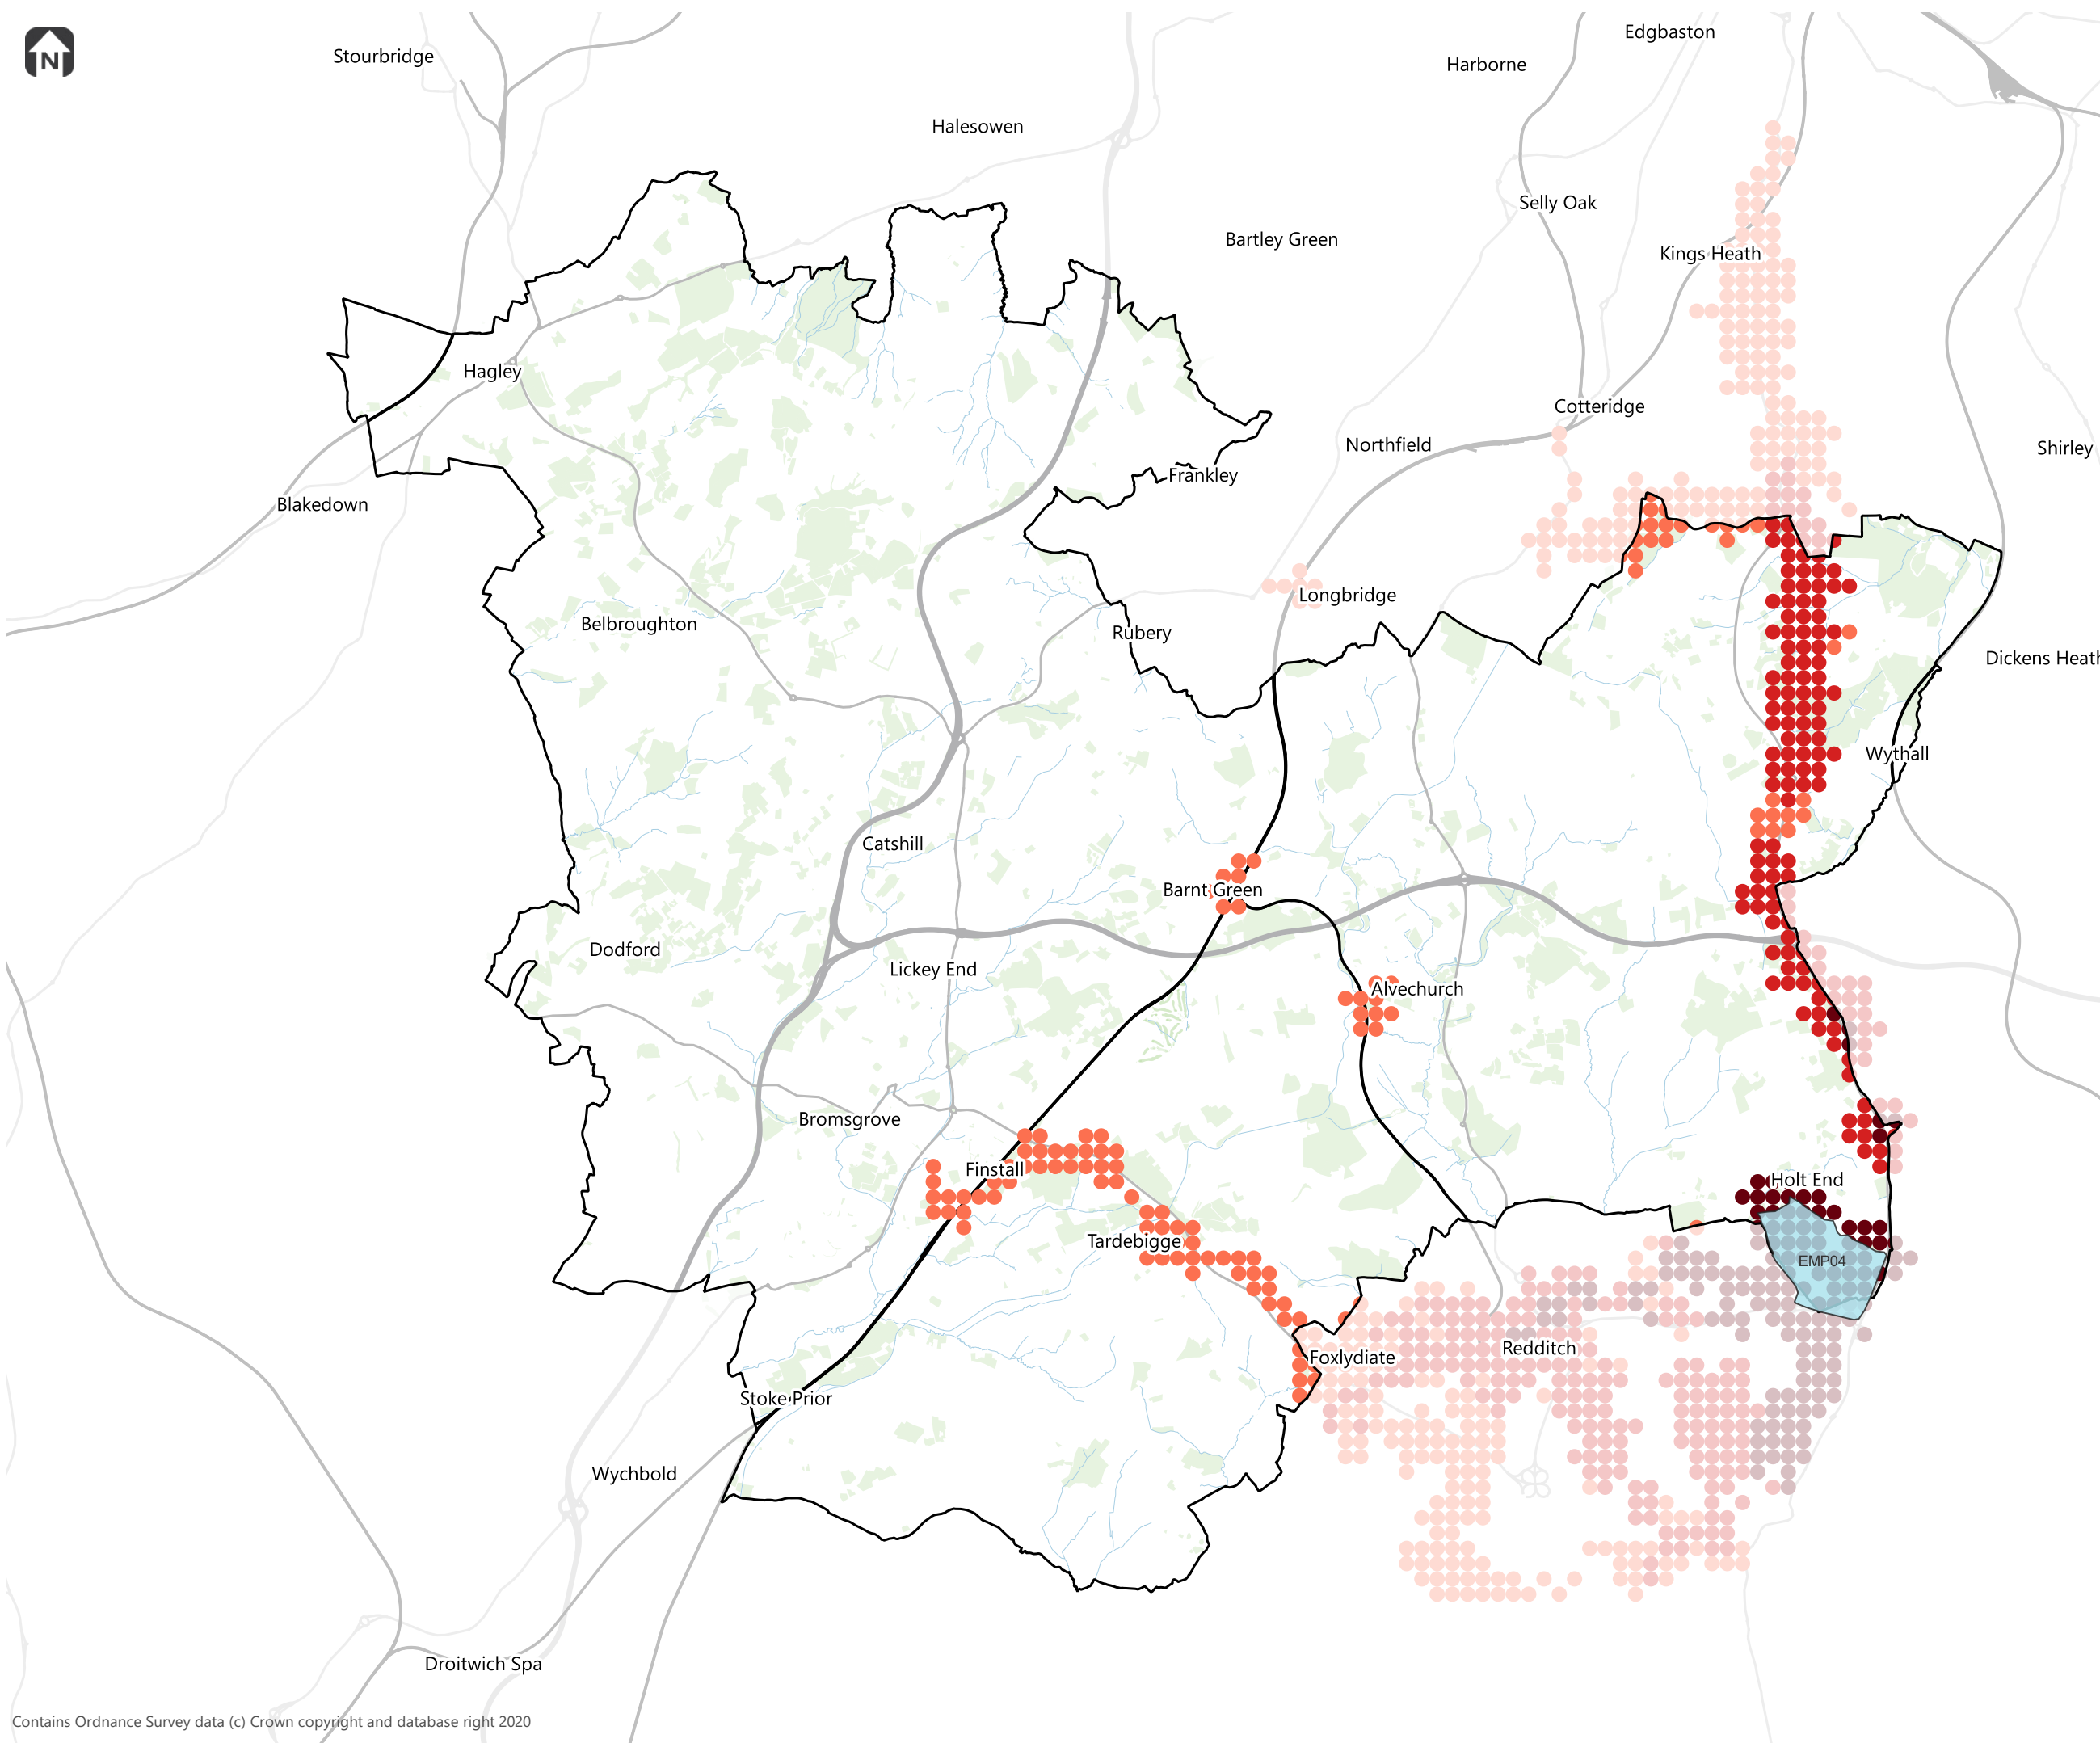 N
Edgbaston
Stourbridge
Harborne
Halesowen
Selly Oak
Bartley Green
Kings Heath
Hagley
Cotteridge
Northfield
Shirley
Frankley
Blakedown
Longbridge
Belbroughton
Rubery
Dickens Heath
Wythall
Catshill
Barnt Green
Dodford
Lickey End
Alvechurch
Bromsgrove
Finstall
Holt End
Tardebigge
EMP04
Redditch
Foxlydiate
Stoke Prior
Wychbold
Droitwich Spa
Contains Ordnance Survey data (c) Crown copyright and database right 2020